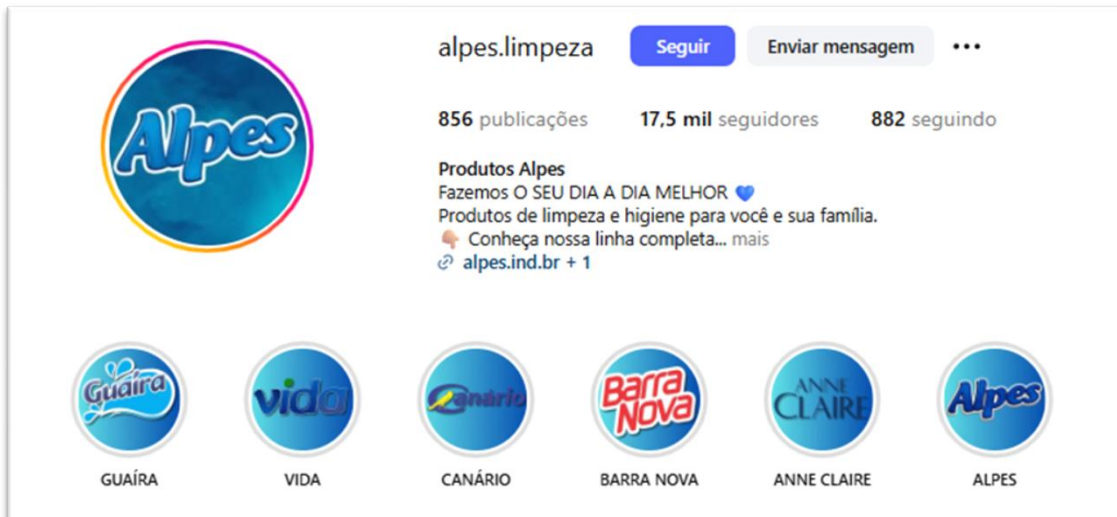 alpes.limpeza Seguir Enviar mensagem •••
Alpes
856 publicações 17,5 mil seguidores 882 seguindo
Produtos Alpes
Fazemos O SEU DIA A DIA MELHOR 💙
Produtos de limpeza e higiene para você e sua família.
👇🏼 Conheça nossa linha completa... mais
alpes.ind.br + 1
Guaíra vida Canário Barra Nova ANNE CLAIRE Alpes
GUAÍRA VIDA CANÁRIO BARRA NOVA ANNE CLAIRE ALPES